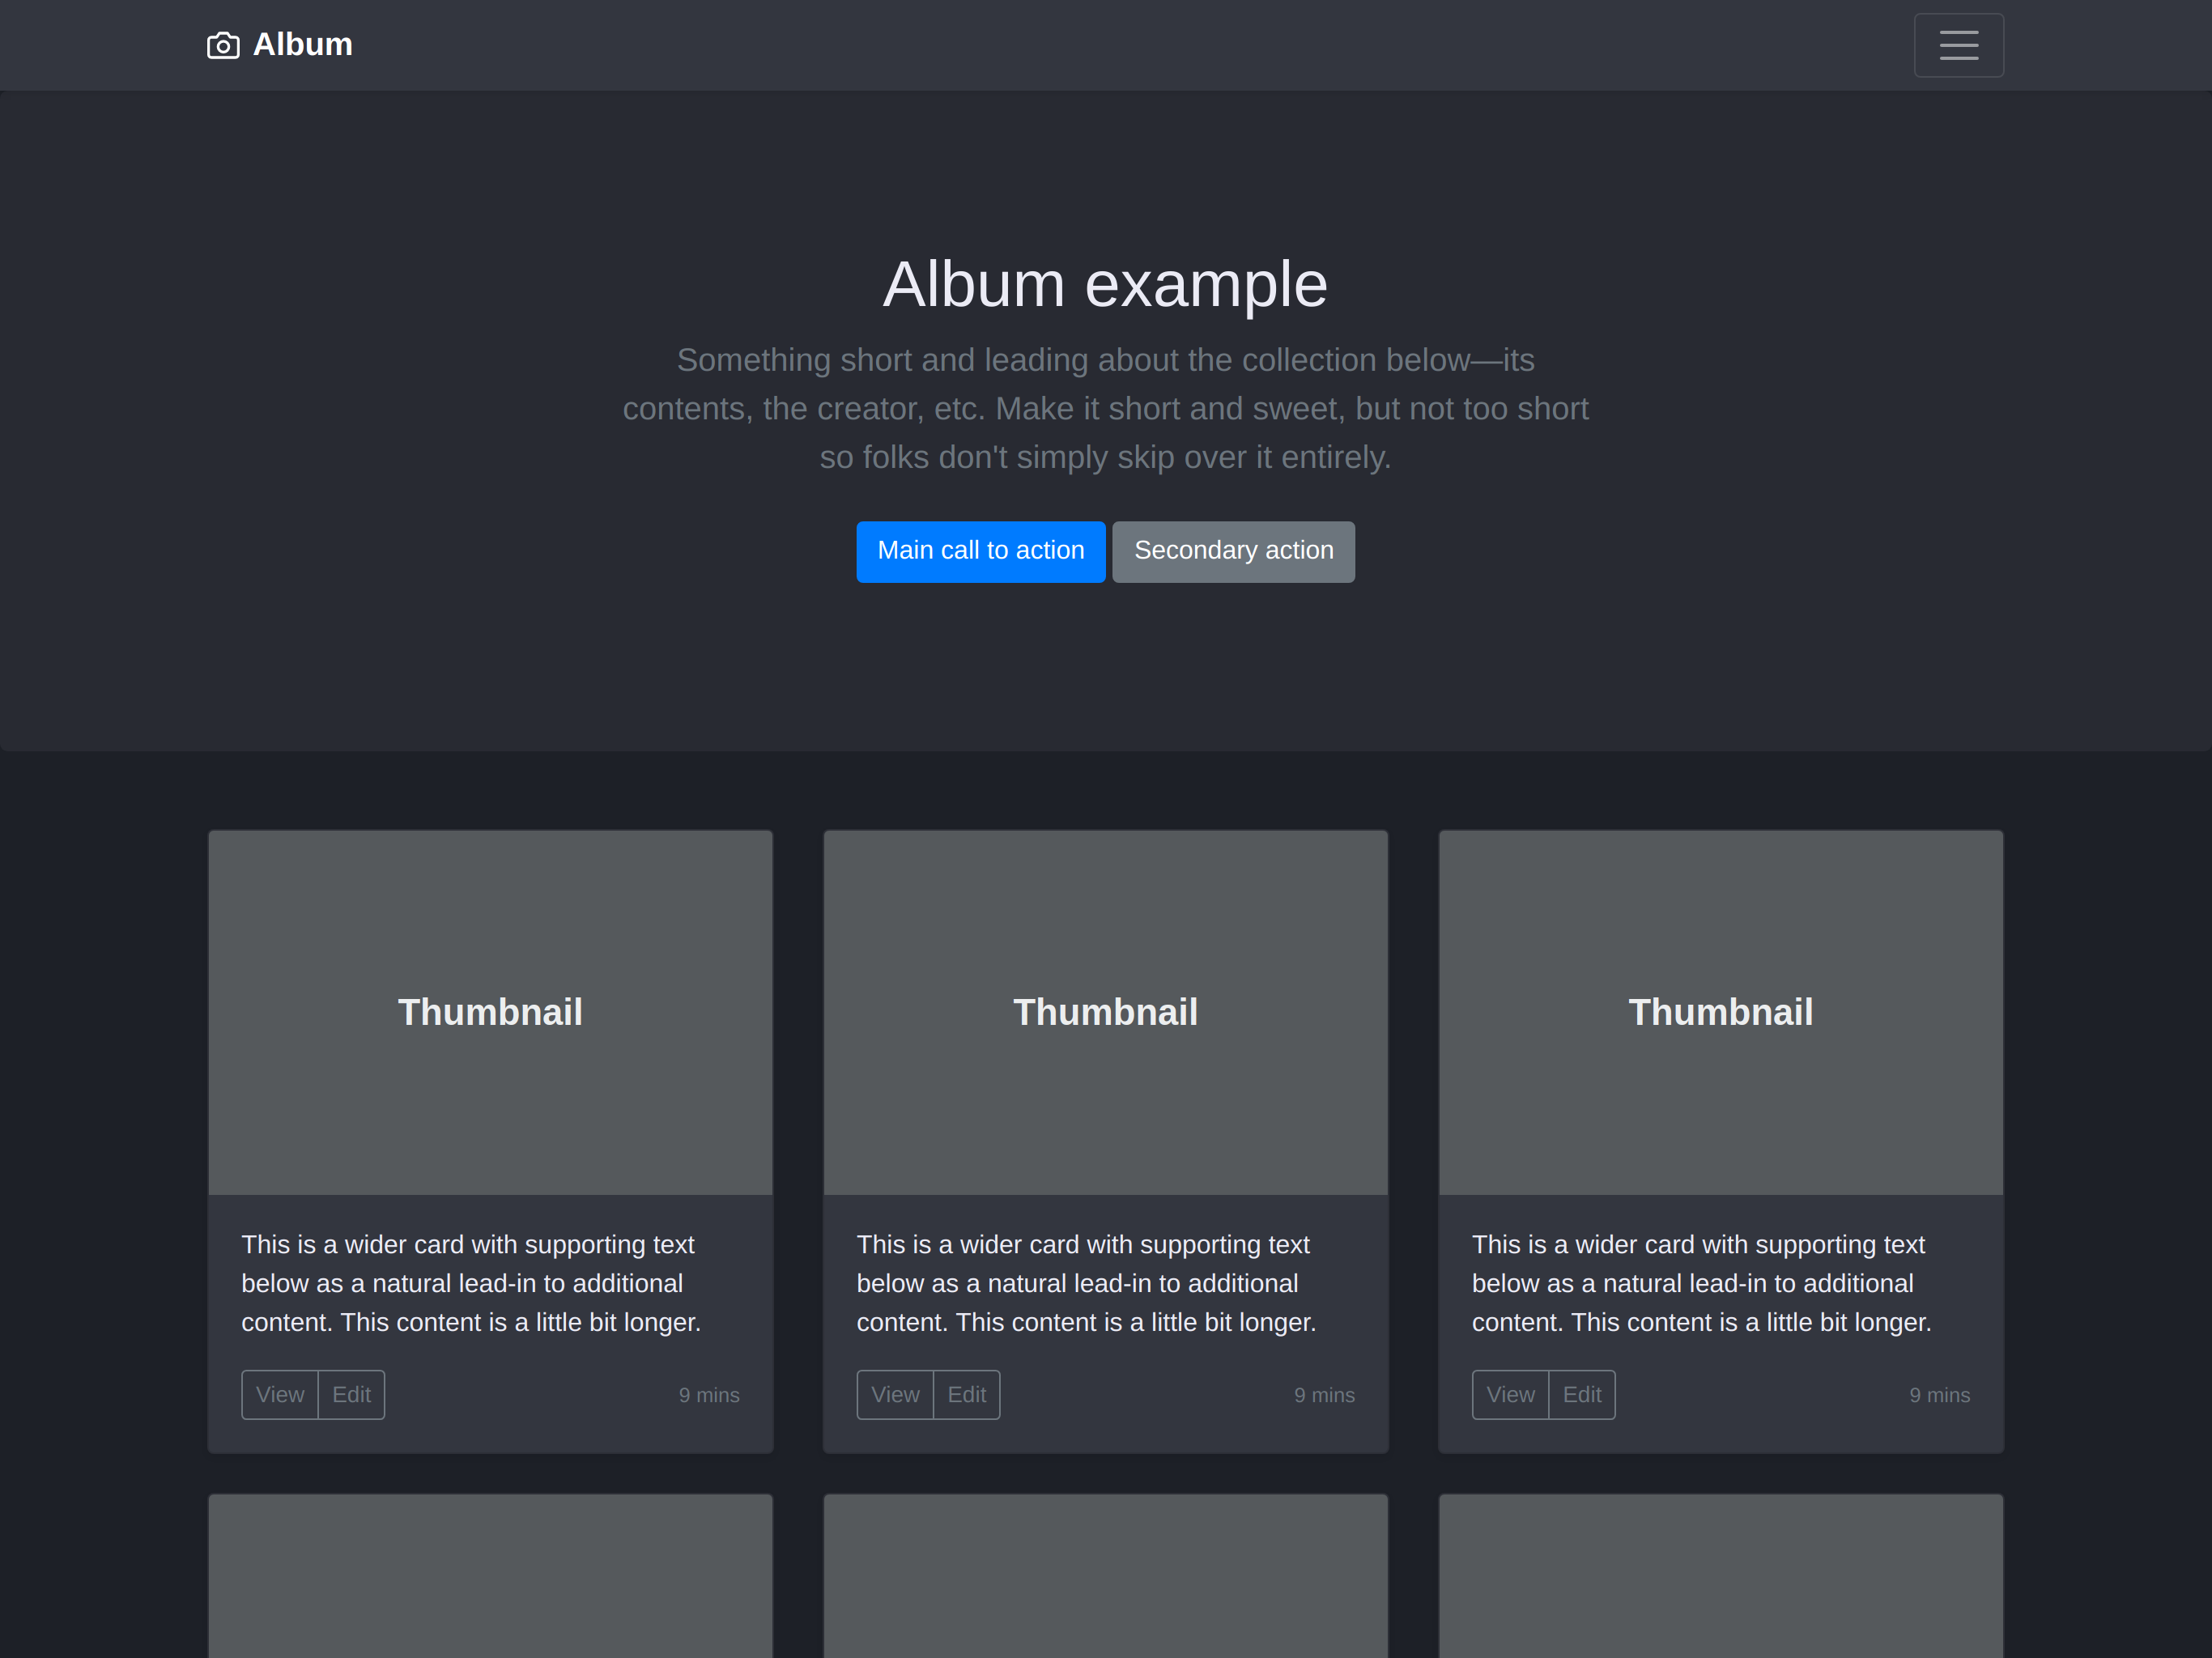 Album
Album example
Something short and leading about the collection below—its
contents, the creator, etc. Make it short and sweet, but not too short
so folks don't simply skip over it entirely.
Main call to action
Secondary action
Thumbnail
This is a wider card with supporting text
below as a natural lead-in to additional
content. This content is a little bit longer.
View
Edit
9 mins
Thumbnail
This is a wider card with supporting text
below as a natural lead-in to additional
content. This content is a little bit longer.
View
Edit
9 mins
Thumbnail
This is a wider card with supporting text
below as a natural lead-in to additional
content. This content is a little bit longer.
View
Edit
9 mins